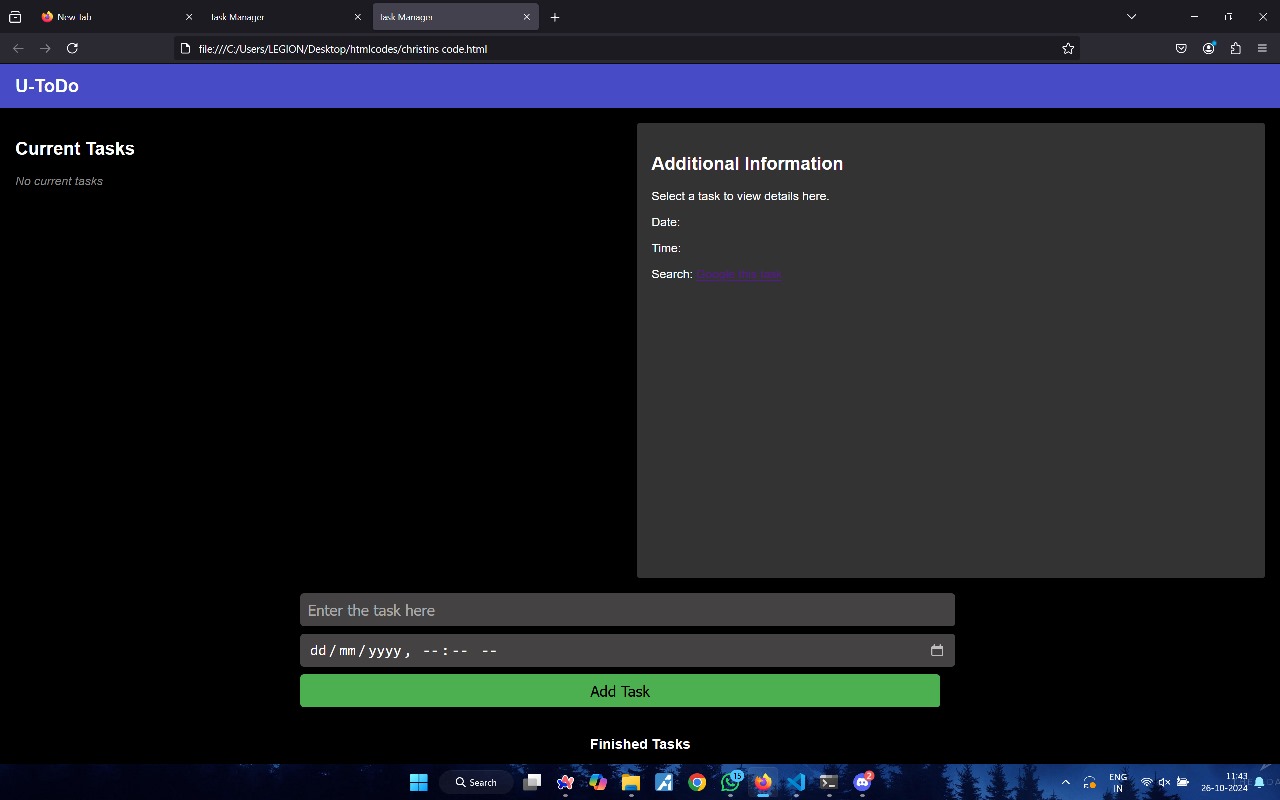 New Tab
Task Manager
Task Manager
file:///C:/Users/LEGION/Desktop/htmlcodes/christins code.html
U-ToDo
Current Tasks
No current tasks
Additional Information
Select a task to view details here.
Date:
Time:
Search: Google this task
Enter the task here
dd/mm/yyyy, --:-- --
Add Task
Finished Tasks
Search
15
2
ENG
IN
11:43
26-10-2024